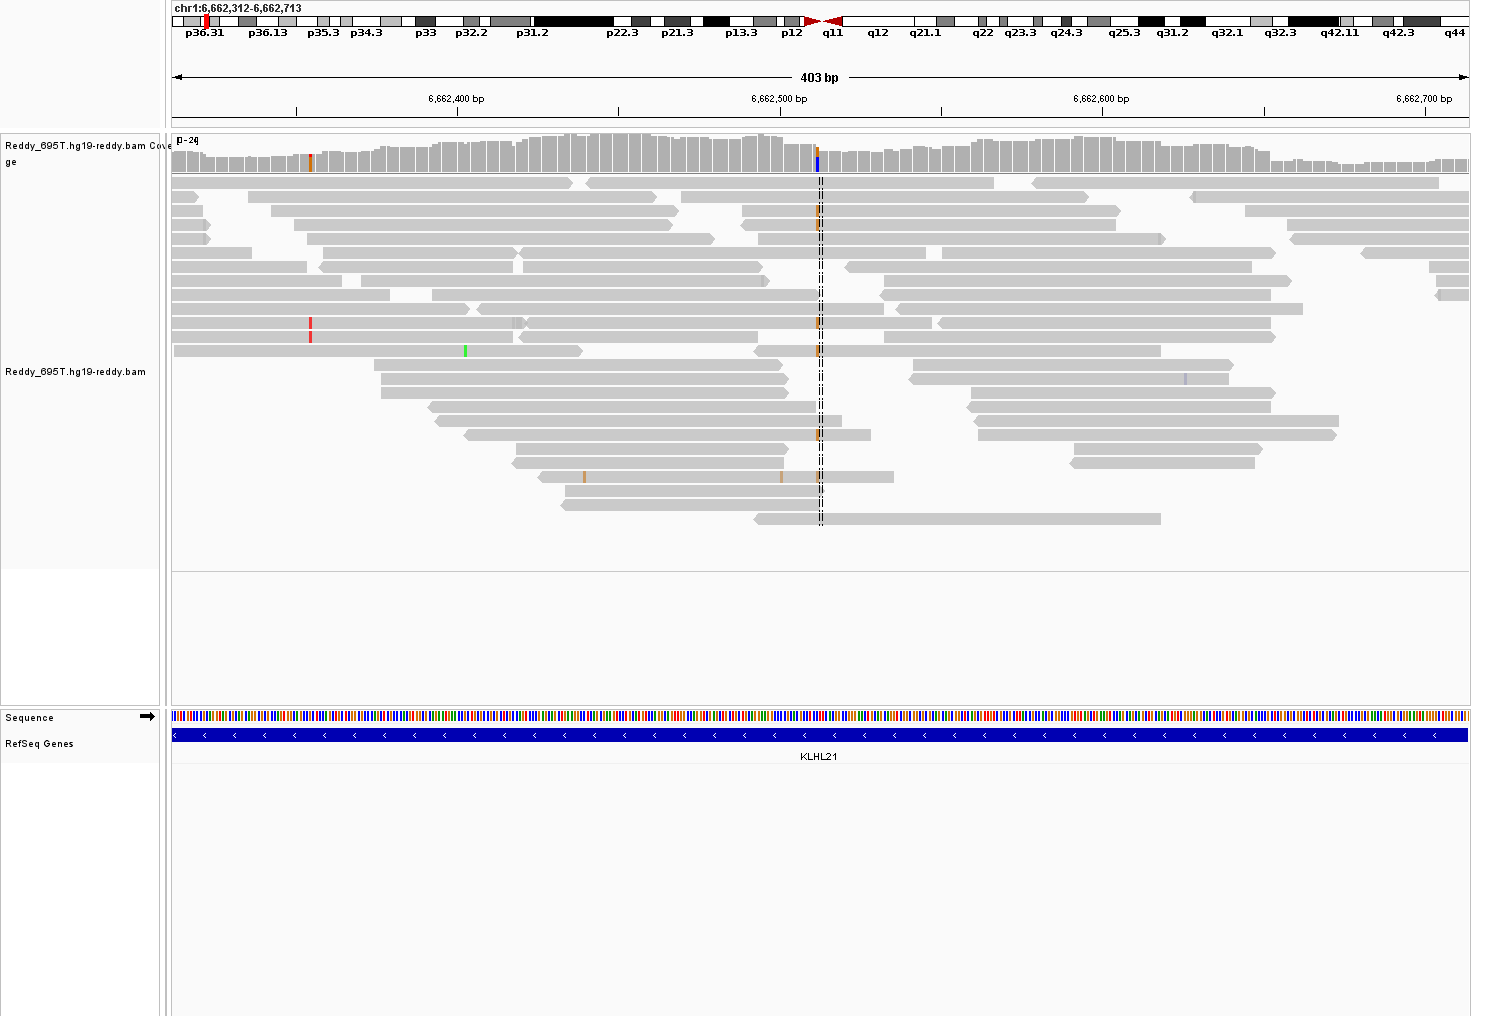 chr1:6,662,312-6,662,713
p36.31 p36.13 p35.3 p34.3 p33 p32.2 p31.2 p22.3 p21.3 p13.3 p12 q11 q12 q21.1 q22 q23.3 q24.3 q25.3 q31.2 q32.1 q32.3 q42.11 q42.3 q44
403 bp
6,662,400 bp 6,662,500 bp 6,662,600 bp 6,662,700 bp
Reddy_695T.hg19-reddy.bam Cove
ge
[0-24]
Reddy_695T.hg19-reddy.bam
Sequence
RefSeq Genes
KLHL21